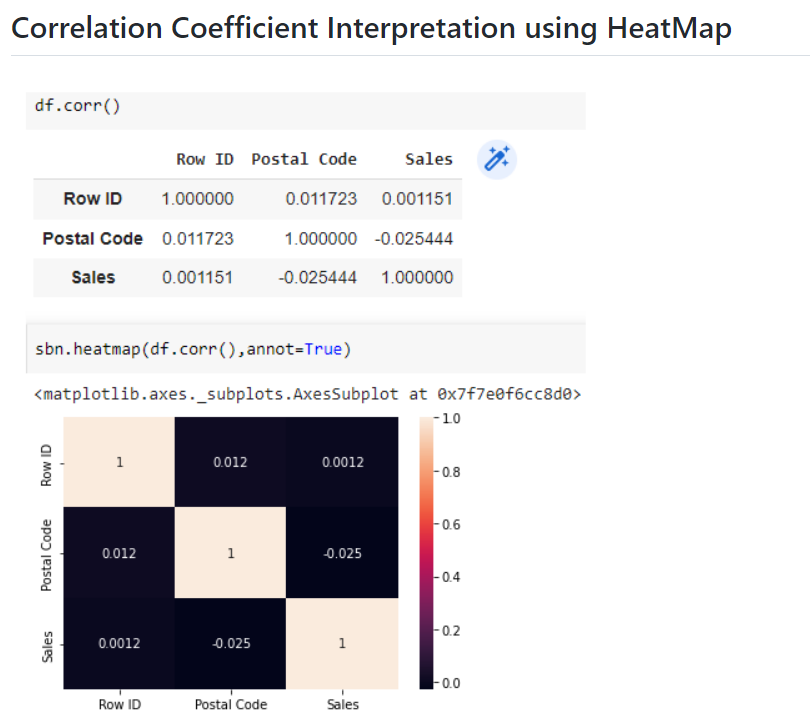 Correlation Coefficient Interpretation using HeatMap
df.corr()
Row ID Postal Code Sales
Row ID 1.000000 0.011723 0.001151
Postal Code 0.011723 1.000000 -0.025444
Sales 0.001151 -0.025444 1.000000
sbn.heatmap(df.corr(),annot=True)
<matplotlib.axes._subplots.AxesSubplot at 0x7f7e0f6cc8d0>
1.0
Row ID 1 0.012 0.0012
0.8
0.6
Postal Code 0.012 1 -0.025
0.4
0.2
Sales 0.0012 -0.025 1
0.0
Row ID Postal Code Sales